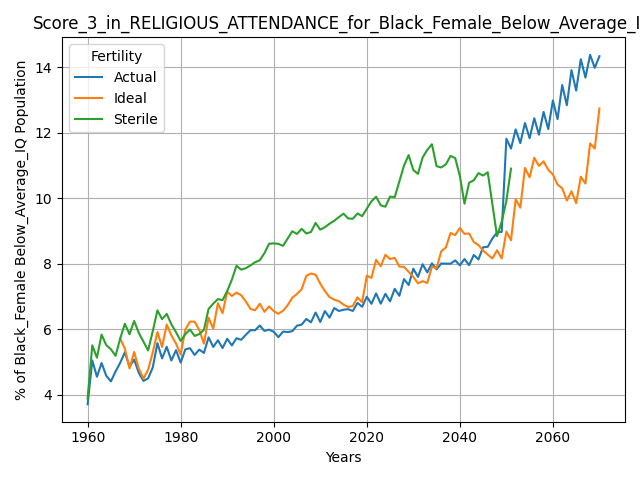 Score_3_in_RELIGIOUS_ATTENDANCE_for_Black_Female_Below_Average_I
Fertility
Actual
Ideal
Sterile
% of Black_Female Below_Average_IQ Population
14
12
10
8
6
4
1960
1980
2000
2020
2040
2060
Years